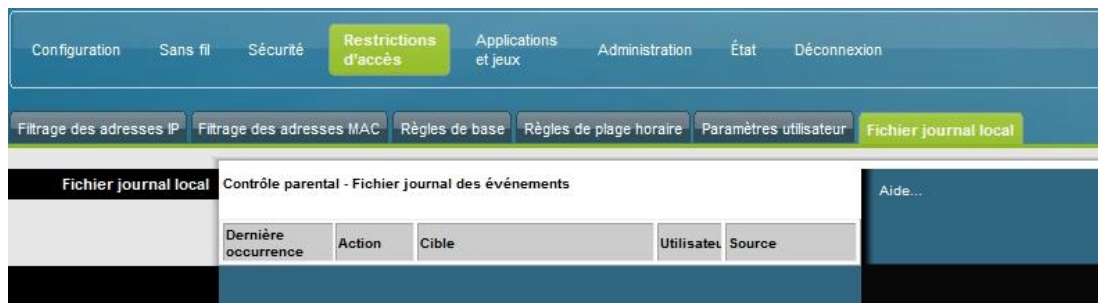 Configuration Sans fil Sécurité Restrictions d'accès Applications et jeux Administration État Déconnexion
Filtrage des adresses IP Filtrage des adresses MAC Règles de base Règles de plage horaire Paramètres utilisateur Fichier journal local
Fichier journal local Contrôle parental - Fichier journal des événements Aide...
Dernière occurrence Action Cible Utilisateu Source